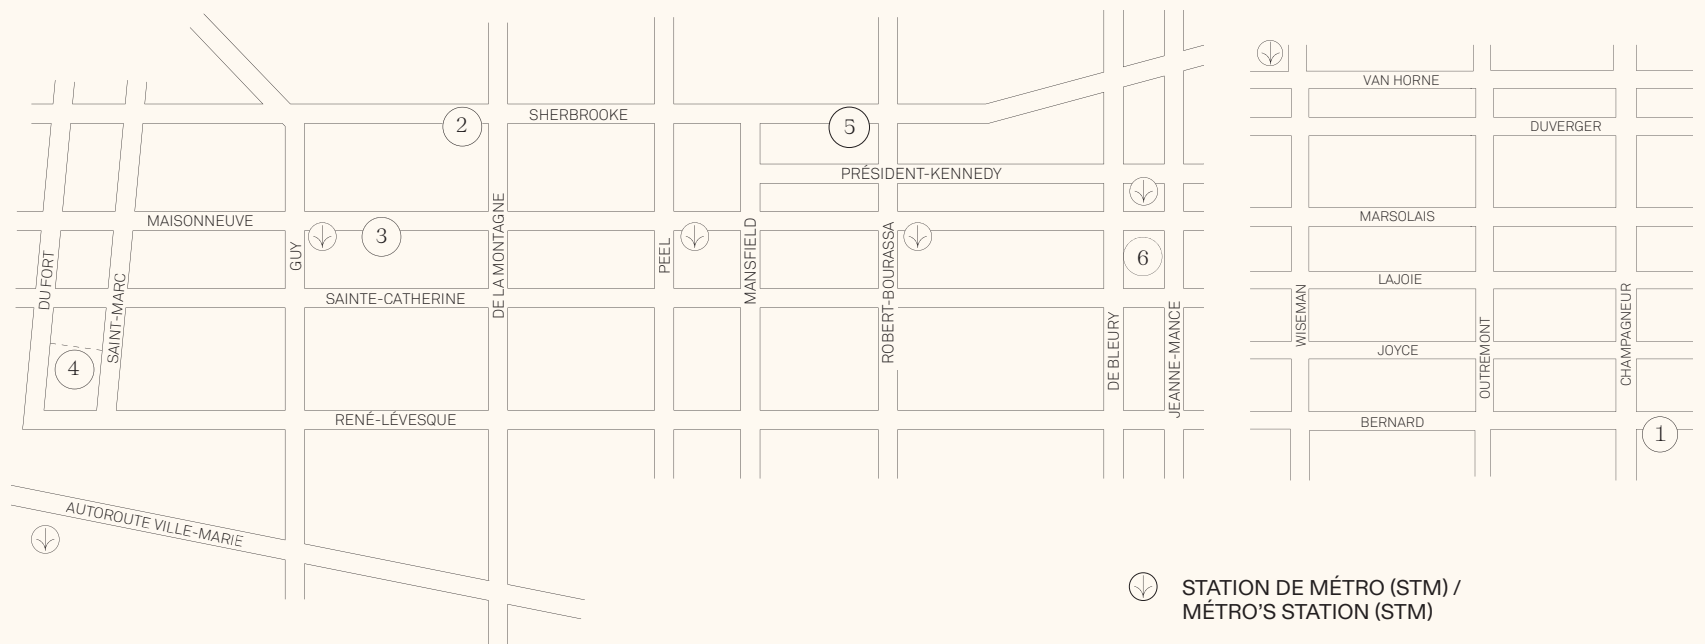 VAN HORNE
SHERBROOKE
2
5
DUVERGER
PRÉSIDENT-KENNEDY
MAISONNEUVE
MARSOLAIS
3
GUY
DE LA MONTAGNE
PEEL
MANSFIELD
ROBERT-BOURASSA
6
DU FORT
SAINT-MARC
SAINTE-CATHERINE
LAJOIE
WISEMAN
OUTREMONT
CHAMPAGNEUR
DE BLEURY
JEANNE-MANCE
JOYCE
4
RENÉ-LÉVESQUE
BERNARD
1
AUTOROUTE VILLE-MARIE
STATION DE MÉTRO (STM) /
MÉTRO'S STATION (STM)